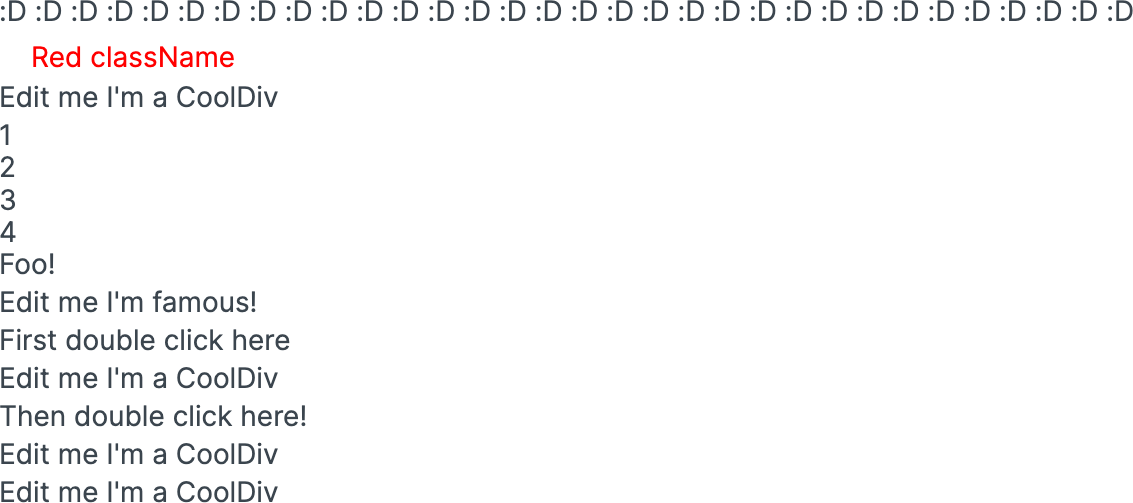 :D :D :D :D :D :D :D :D :D :D :D :D :D :D :D :D :D :D :D :D :D :D :D :D :D :D :D :D :D :D :D :D
Red className
Edit me I'm a CoolDiv
1
2
3
4
Foo!
Edit me I'm famous!
First double click here
Edit me I'm a CoolDiv
Then double click here!
Edit me I'm a CoolDiv
Edit me I'm a CoolDiv